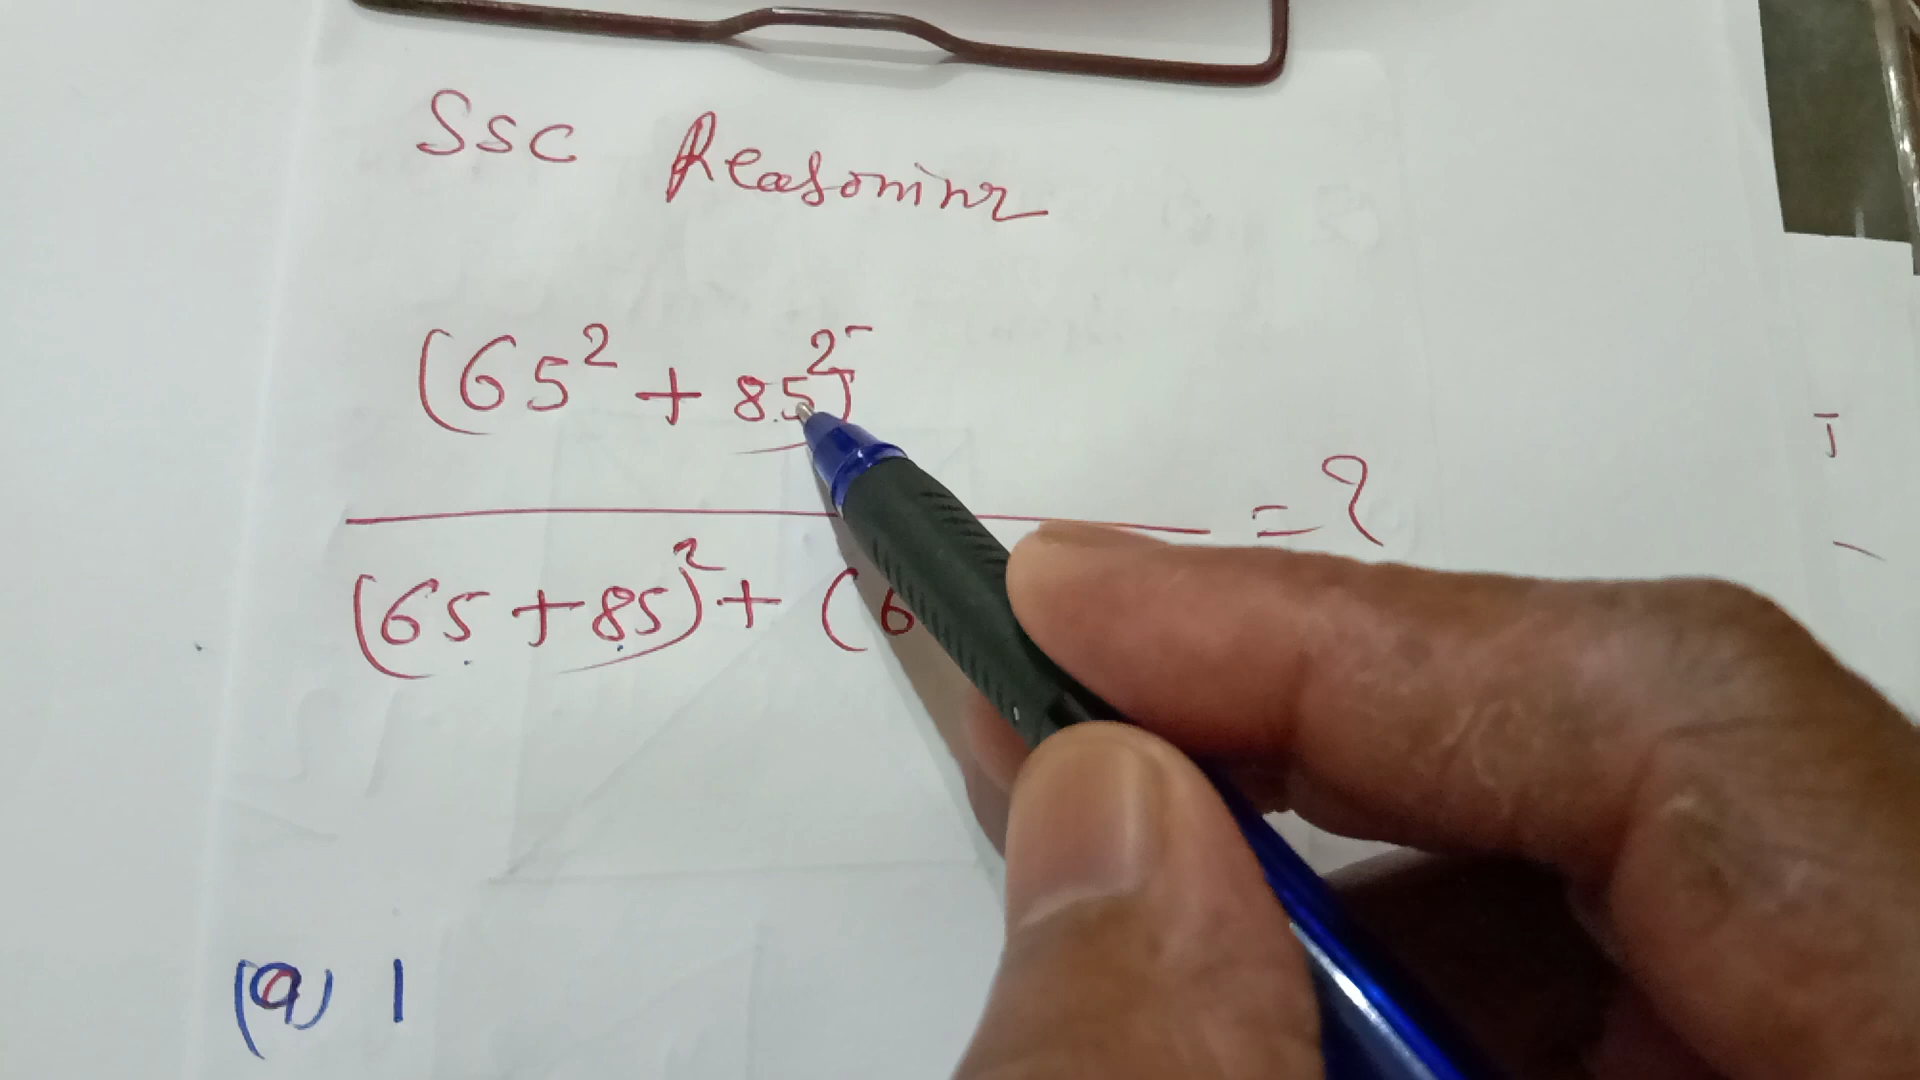 SSC Reasoning
(65² + 85²)
= ?
(65 + 85)² + (6
(a) 1